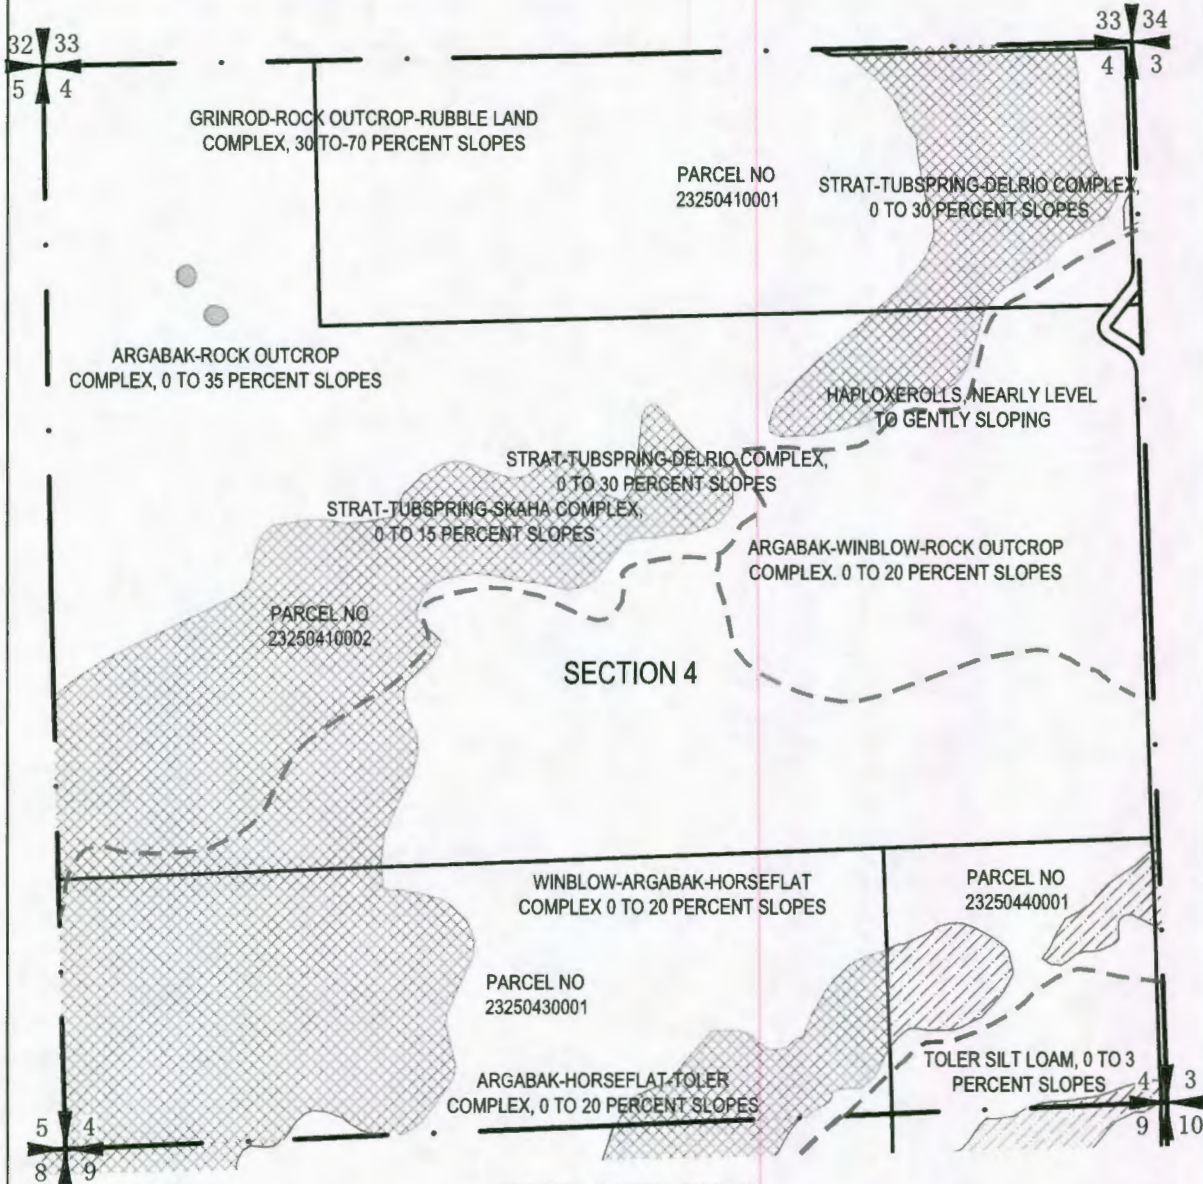 32 33
33 34
5 4
4 3
GRINROD-ROCK OUTCROP-RUBBLE LAND
COMPLEX, 30 TO-70 PERCENT SLOPES
PARCEL NO
23250410001
STRAT-TUBSPRING-DELRIO COMPLEX,
0 TO 30 PERCENT SLOPES
ARGABAK-ROCK OUTCROP
COMPLEX, 0 TO 35 PERCENT SLOPES
HAPLOXEROLLS, NEARLY LEVEL
TO GENTLY SLOPING
STRAT-TUBSPRING-DELRIO COMPLEX,
0 TO 30 PERCENT SLOPES
STRAT-TUBSPRING-SKAHA COMPLEX,
0 TO 15 PERCENT SLOPES
ARGABAK-WINBLOW-ROCK OUTCROP
COMPLEX. 0 TO 20 PERCENT SLOPES
PARCEL NO
23250410002
SECTION 4
WINBLOW-ARGABAK-HORSEFLAT
COMPLEX 0 TO 20 PERCENT SLOPES
PARCEL NO
23250440001
PARCEL NO
23250430001
TOLER SILT LOAM, 0 TO 3
PERCENT SLOPES
ARGABAK-HORSEFLAT-TOLER
COMPLEX, 0 TO 20 PERCENT SLOPES
5 4
4 3
8 9
9 10